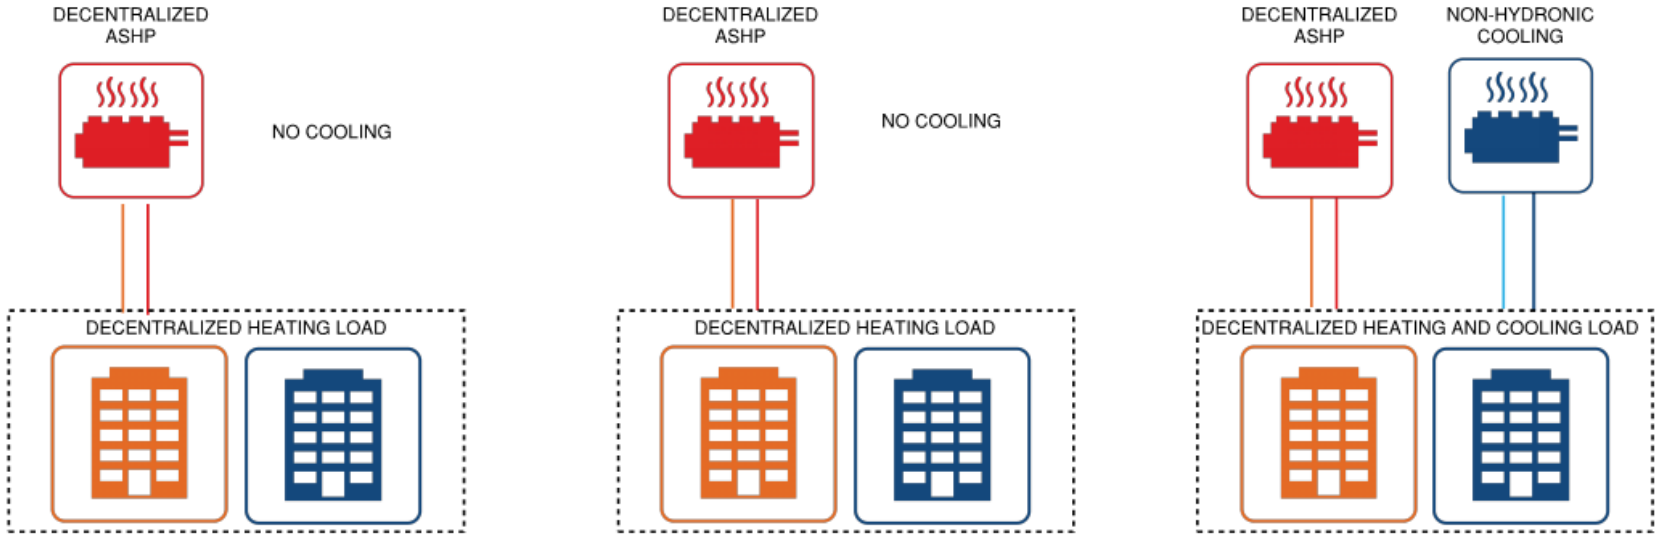 DECENTRALIZED
ASHP
NO COOLING
DECENTRALIZED HEATING LOAD
DECENTRALIZED
ASHP
NO COOLING
DECENTRALIZED HEATING LOAD
DECENTRALIZED
ASHP
NON-HYDRONIC
COOLING
DECENTRALIZED HEATING AND COOLING LOAD